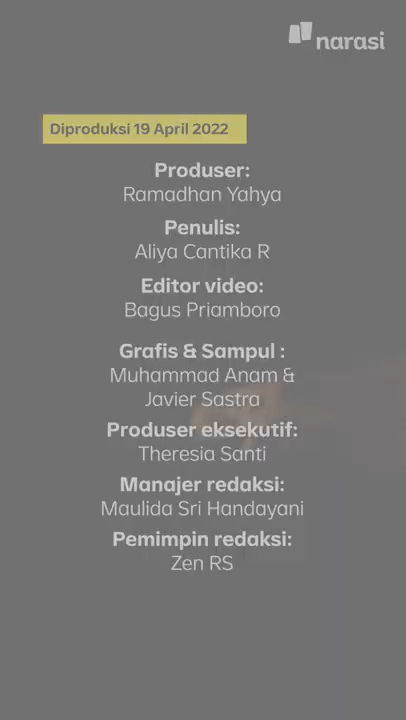 narasi
Diproduksi 19 April 2022
Produser:
Ramadhan Yahya
Penulis:
Aliya Cantika R
Editor video:
Bagus Priamboro
Grafis & Sampul :
Muhammad Anam &
Javier Sastra
Produser eksekutif:
Theresia Santi
Manajer redaksi:
Maulida Sri Handayani
Pemimpin redaksi:
Zen RS